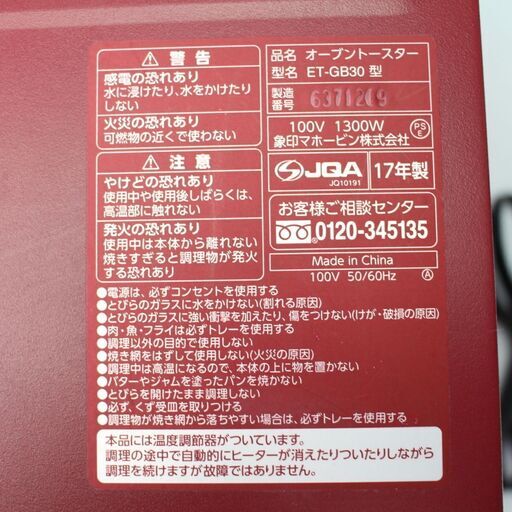 ⚠ 警告
感電の恐れあり
水に浸けたり、水をかけたり
しない
火災の恐れあり
可燃物の近くで使わない
⚠ 注意
やけどの恐れあり
使用中や使用後しばらくは、
高温部に触れない
発火の恐れあり
使用中は本体から離れない
焼きすぎると調理物が発火
する恐れあり
品名 オーブントースター
型名 ET-GB30 型
製造
番号 6371209
100V 1300W
PS
E
象印マホービン株式会社
JQA
JQ10191
17年製
お客様ご相談センター
0120-345135
Made in China
100V 50/60Hz Ⓐ
●電源は、必ずコンセントを使用する
●とびらのガラスに水をかけない(割れる原因)
●とびらのガラスに強い衝撃を加えたり、傷をつけない(けが・破損の原因)
●肉・魚・フライは必ずトレーを使用する
●調理以外の目的で使用しない
●焼き網をはずして使用しない(火災の原因)
●調理中は高温になるので、本体の上に物を置かない
●バターやジャムを塗ったパンを焼かない
●とびらを開けたまま調理しない
●必ず、くず受皿を取りつける
●調理物が焼き網から落ちやすい場合は、必ずトレーを使用する
本品には温度調節器がついています。
調理の途中で自動的にヒーターが消えたりついたりしながら
調理を続けますが故障ではありません。